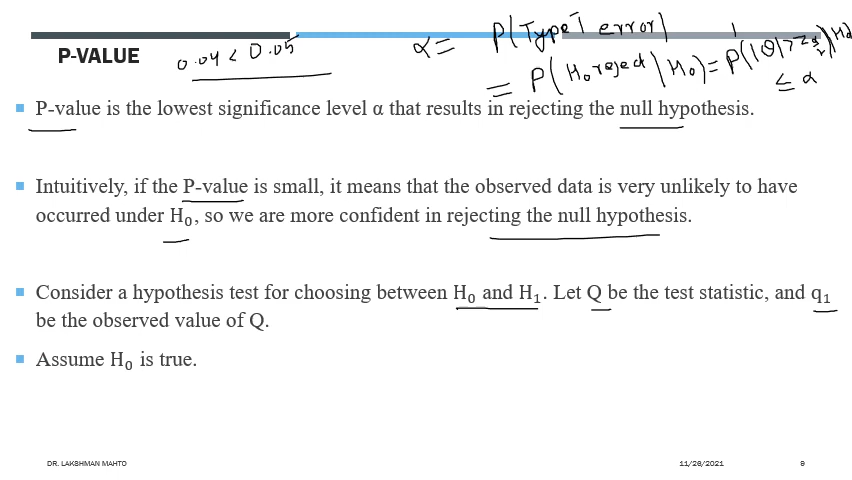 P-VALUE
0.04 < 0.05
α = P(Type I error)
= P(H₀ reject | H₀) = P(|Q| > z | H₀)
≤ α
P-value is the lowest significance level α that results in rejecting the null hypothesis.
Intuitively, if the P-value is small, it means that the observed data is very unlikely to have
occurred under H₀, so we are more confident in rejecting the null hypothesis.
Consider a hypothesis test for choosing between H₀ and H₁. Let Q be the test statistic, and q₁
be the observed value of Q.
Assume H₀ is true.
DR. LAKSHMAN MAHTO
11/26/2021
9